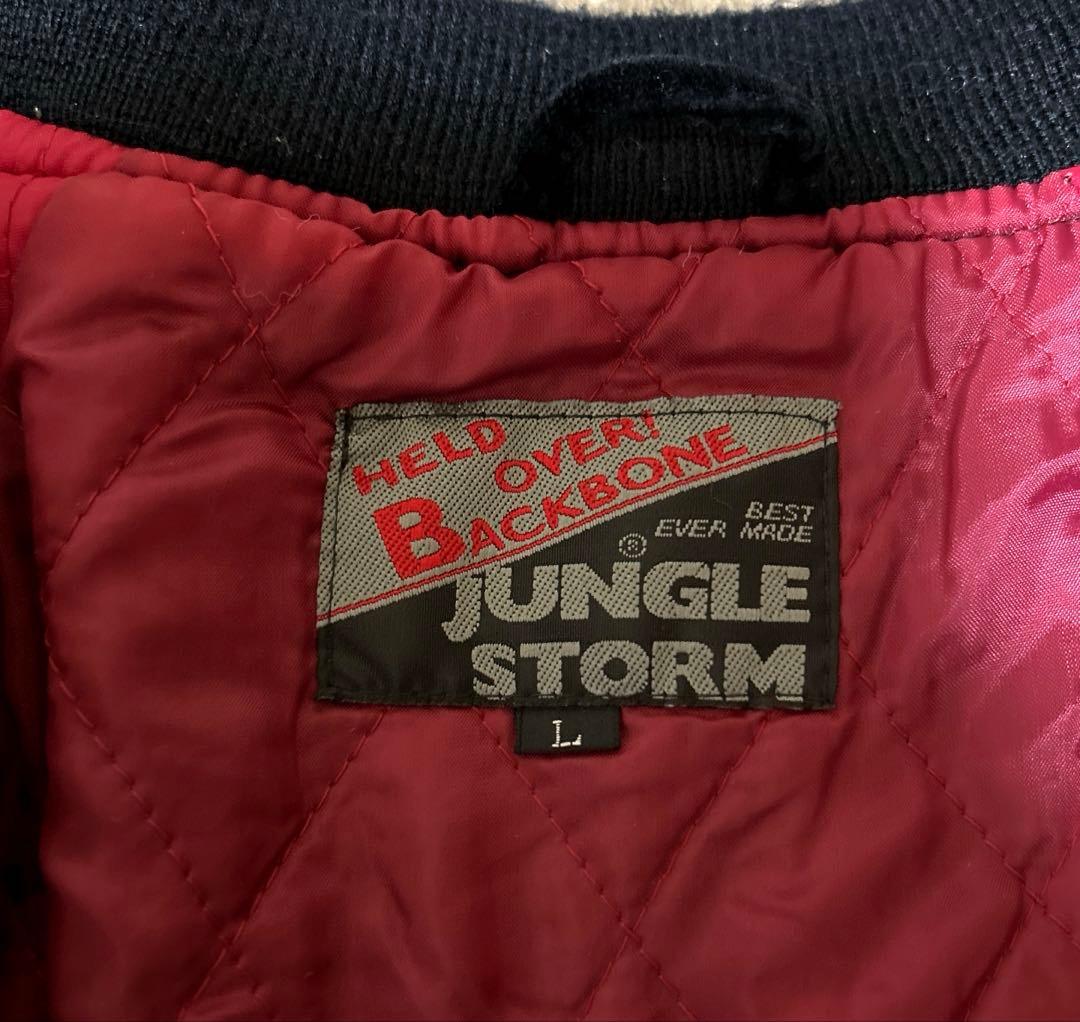 HELD
OVER!
BACKBONE
BEST
EVER MADE
®
JUNGLE
STORM
L